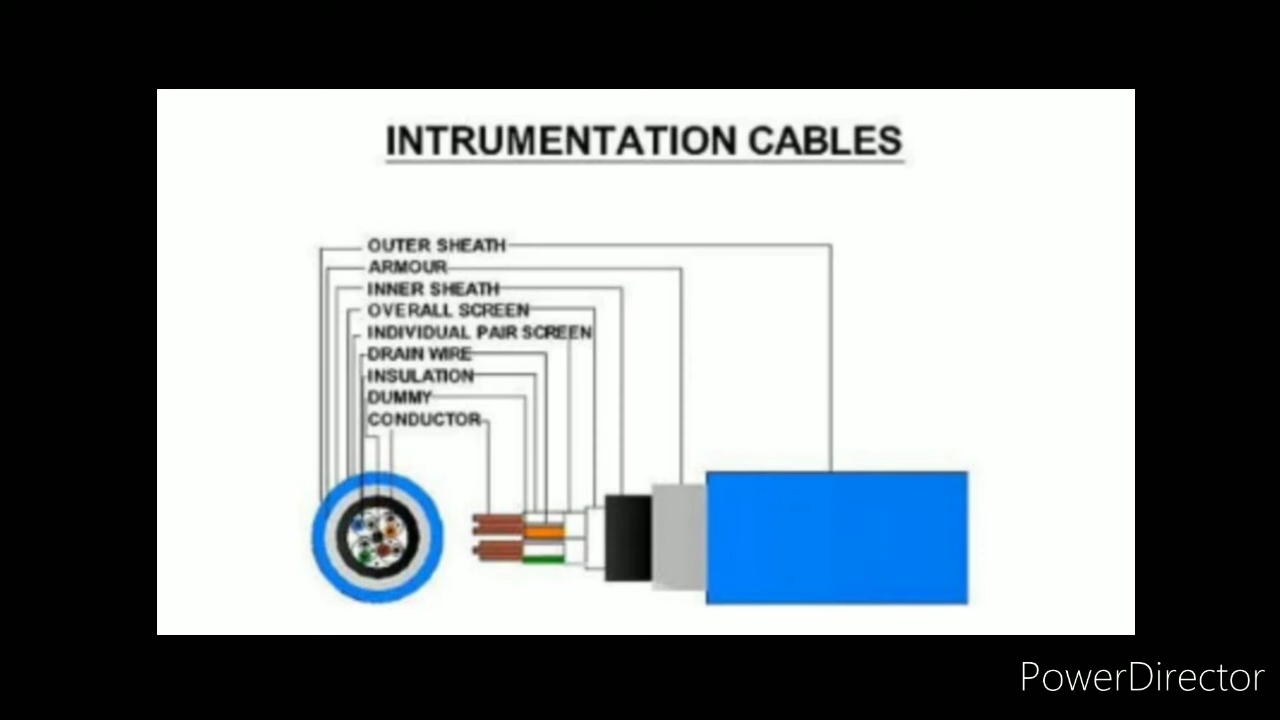 INTRUMENTATION CABLES
OUTER SHEATH
ARMOUR
INNER SHEATH
OVERALL SCREEN
INDIVIDUAL PAIR SCREEN
DRAIN WIRE
INSULATION
DUMMY
CONDUCTOR
PowerDirector